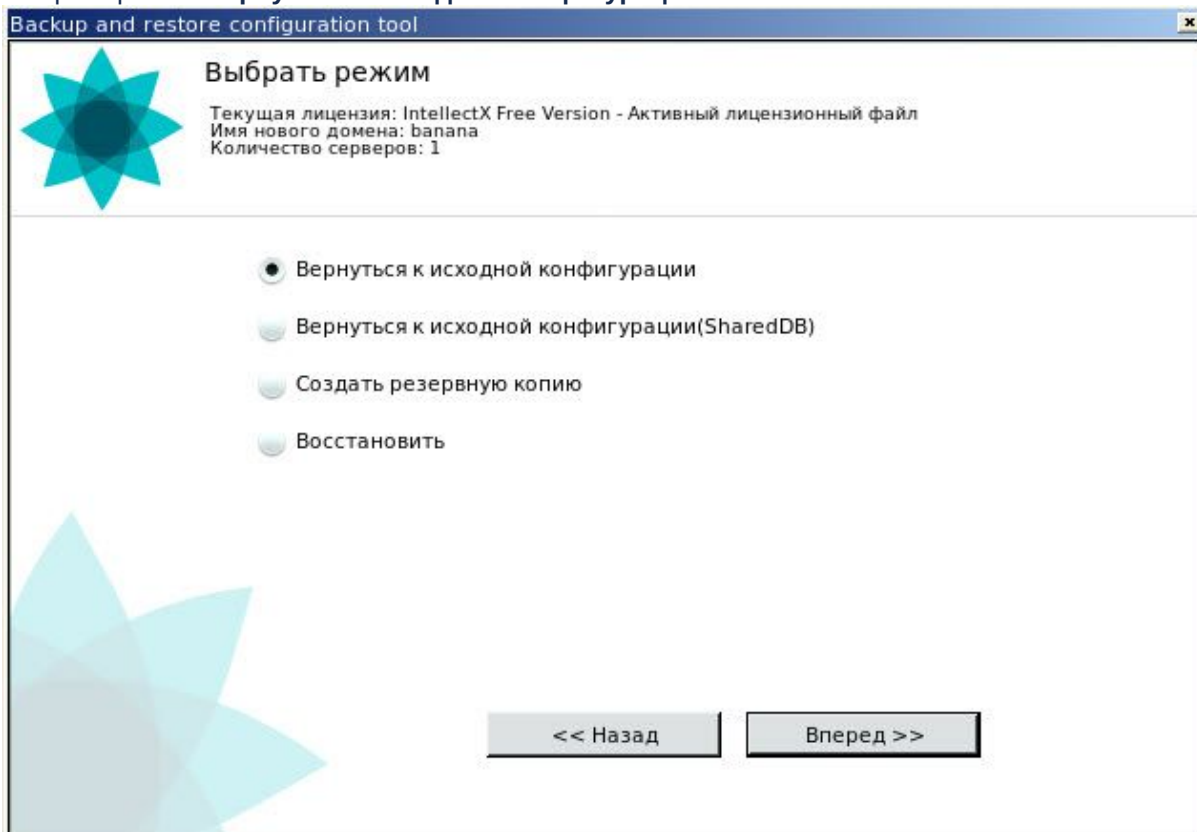 Backup and restore configuration tool
Выбрать режим
Текущая лицензия: IntellectX Free Version - Активный лицензионный файл
Имя нового домена: banana
Количество серверов: 1
Вернуться к исходной конфигурации
Вернуться к исходной конфигурации(SharedDB)
Создать резервную копию
Восстановить
<< Назад
Вперед >>